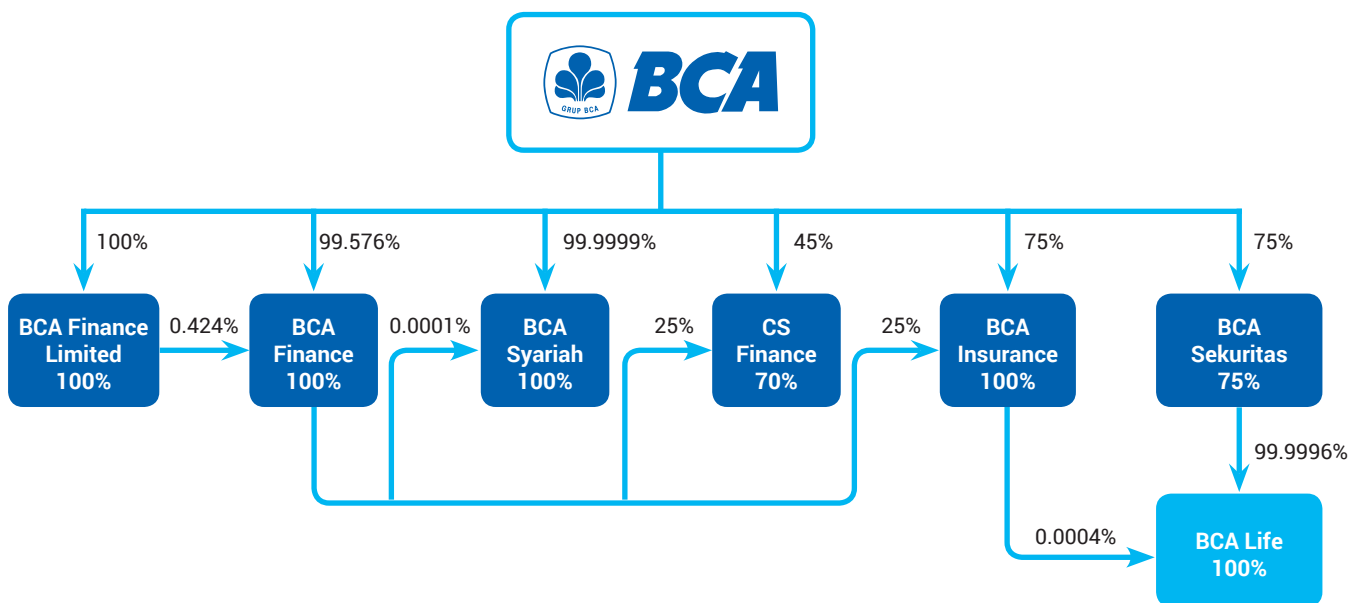 GRUP BCA
BCA
100%
99.576%
99.9999%
45%
75%
75%
BCA Finance
Limited
100%
0.424%
BCA
Finance
100%
0.0001%
BCA
Syariah
100%
25%
CS
Finance
70%
25%
BCA
Insurance
100%
BCA
Sekuritas
75%
99.9996%
0.0004%
BCA Life
100%